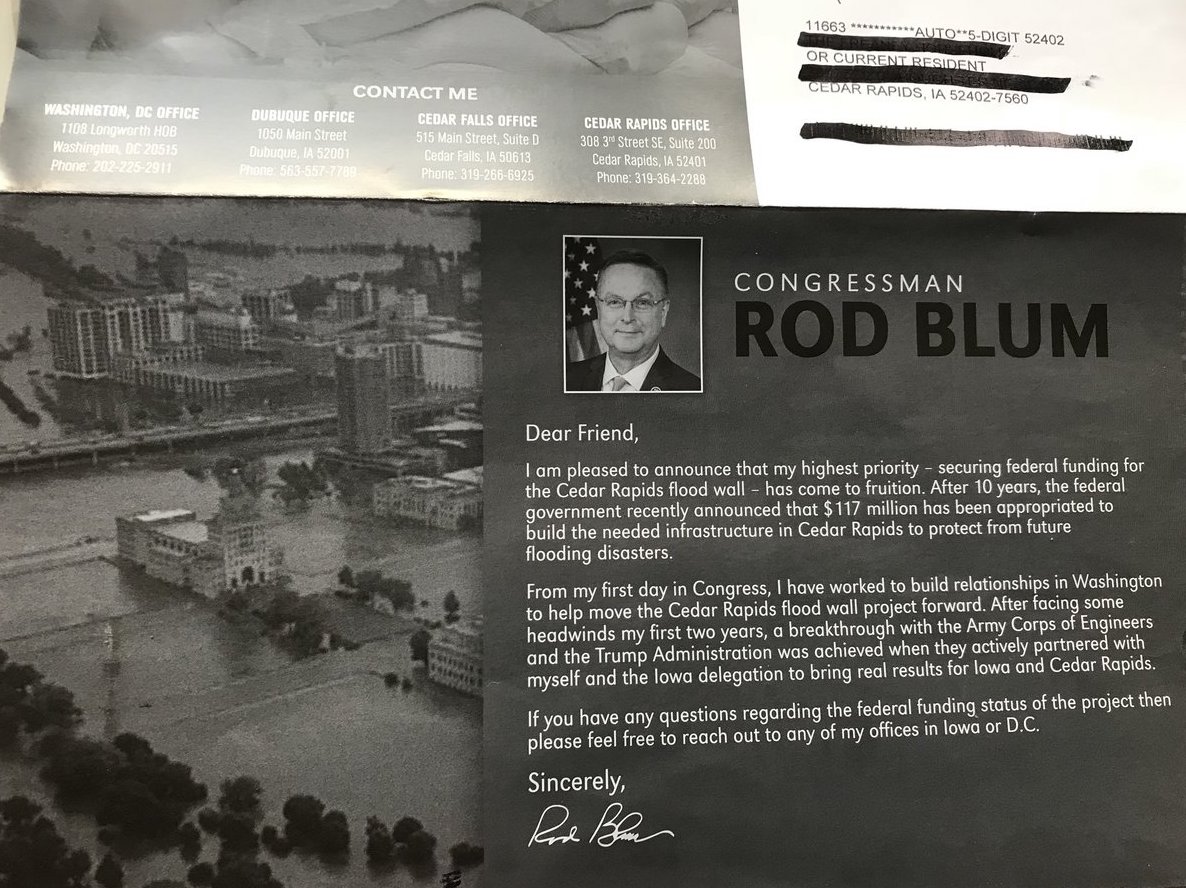 CONTACT ME
WASHINGTON, DC OFFICE
1108 Longworth HOB
Washington, DC 20515
Phone: 202-225-2911
DUBUQUE OFFICE
1050 Main Street
Dubuque, IA 52001
Phone: 563-557-7789
CEDAR FALLS OFFICE
515 Main Street, Suite D
Cedar Falls, IA 50613
Phone: 319-266-6925
CEDAR RAPIDS OFFICE
308 3rd Street SE, Suite 200
Cedar Rapids, IA 52401
Phone: 319-364-2288
11663 ***********AUTO**5-DIGIT 52402
OR CURRENT RESIDENT
CEDAR RAPIDS, IA 52402-7560
CONGRESSMAN
ROD BLUM
Dear Friend,
I am pleased to announce that my highest priority – securing federal funding for
the Cedar Rapids flood wall – has come to fruition. After 10 years, the federal
government recently announced that $117 million has been appropriated to
build the needed infrastructure in Cedar Rapids to protect from future
flooding disasters.
From my first day in Congress, I have worked to build relationships in Washington
to help move the Cedar Rapids flood wall project forward. After facing some
headwinds my first two years, a breakthrough with the Army Corps of Engineers
and the Trump Administration was achieved when they actively partnered with
myself and the Iowa delegation to bring real results for Iowa and Cedar Rapids.
If you have any questions regarding the federal funding status of the project then
please feel free to reach out to any of my offices in Iowa or D.C.
Sincerely,
Rod Blum